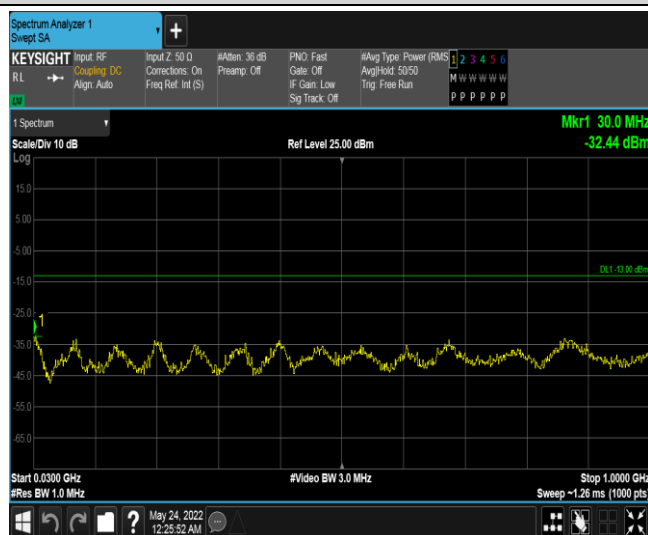 Spectrum Analyzer 1
Swept SA
+
KEYSIGHT
RL
LXI
Input: RF
Coupling: DC
Align: Auto
Input Z: 50 Ω
Corrections: On
Freq Ref: Int (S)
#Atten: 36 dB
Preamp: Off
PNO: Fast
Gate: Off
IF Gain: Low
Sig Track: Off
#Avg Type: Power (RMS
Avg|Hold: 50/50
Trig: Free Run
1 2 3 4 5 6
M W W W W W
P P P P P P
1 Spectrum
Mkr1 30.0 MHz
-32.44 dBm
Scale/Div 10 dB
Ref Level 25.00 dBm
Log
15.0
5.00
-5.00
DL1 -13.00 dBm
-15.0
-25.0
1
-35.0
-45.0
-55.0
-65.0
Start 0.0300 GHz
#Video BW 3.0 MHz
Stop 1.0000 GHz
#Res BW 1.0 MHz
Sweep ~1.26 ms (1000 pts)
?
May 24, 2022
12:25:52 AM